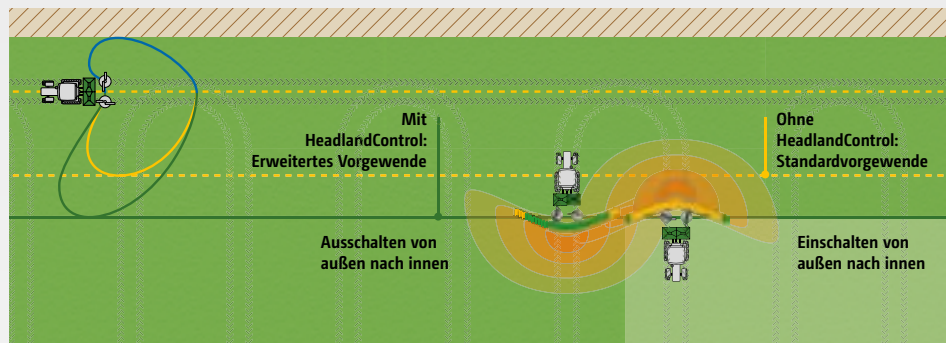 Mit
HeadlandControl:
Erweitertes Vorgewende
Ohne
HeadlandControl:
Standardvorgewende
Ausschalten von
außen nach innen
Einschalten von
außen nach innen